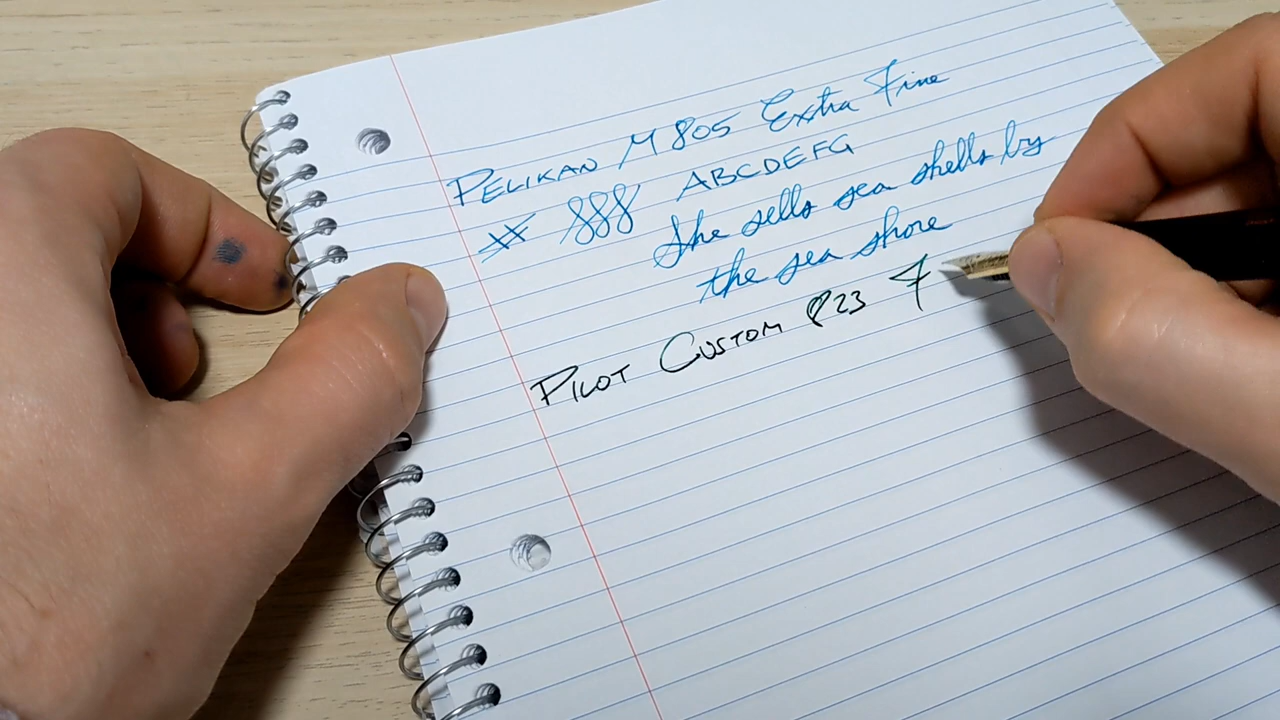 PELIKAN M805 Extra Fine
# 888 ABCDEFG
She sells sea shells by
the sea shore
PILOT CUSTOM 823 F